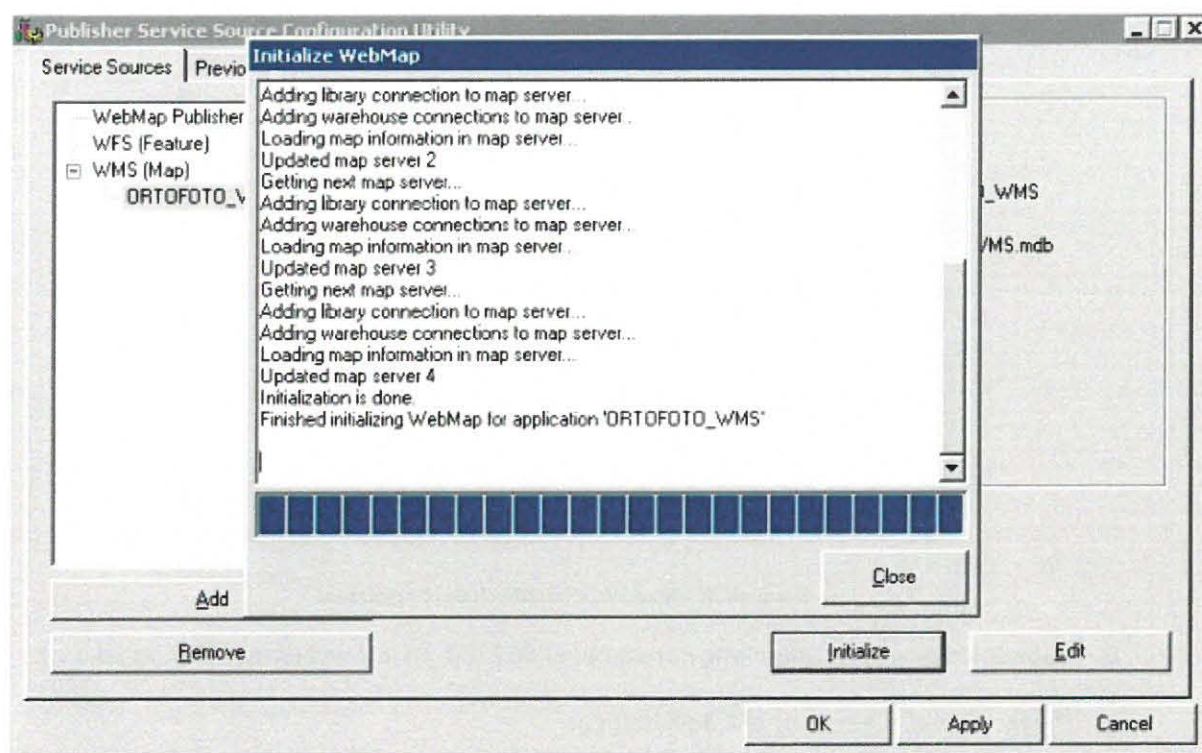 Publisher Service Source Configuration Utility
Initialize WebMap
Service Sources
Previo
WebMap Publisher
WFS (Feature)
WMS (Map)
ORTOFOTO_W
Adding library connection to map server...
Adding warehouse connections to map server...
Loading map information in map server...
Updated map server 2
Getting next map server...
Adding library connection to map server...
Adding warehouse connections to map server...
Loading map information in map server...
Updated map server 3
Getting next map server...
Adding library connection to map server...
Adding warehouse connections to map server...
Loading map information in map server...
Updated map server 4
Initialization is done.
Finished initializing WebMap for application 'ORTOFOTO_WMS'
O_WMS
WMS.mdb
Close
Add
Remove
Initialize
Edit
OK
Apply
Cancel